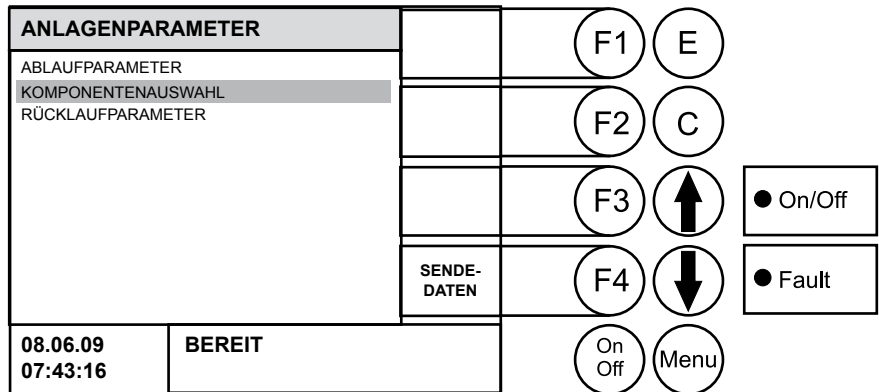 ANLAGENPARAMETER
ABLAUFPARAMETER
KOMPONENTENAUSWAHL
RÜCKLAUFPARAMETER
SENDE-
DATEN
08.06.09
07:43:16
BEREIT
F1
E
F2
C
F3
On/Off
F4
Fault
On
Off
Menu